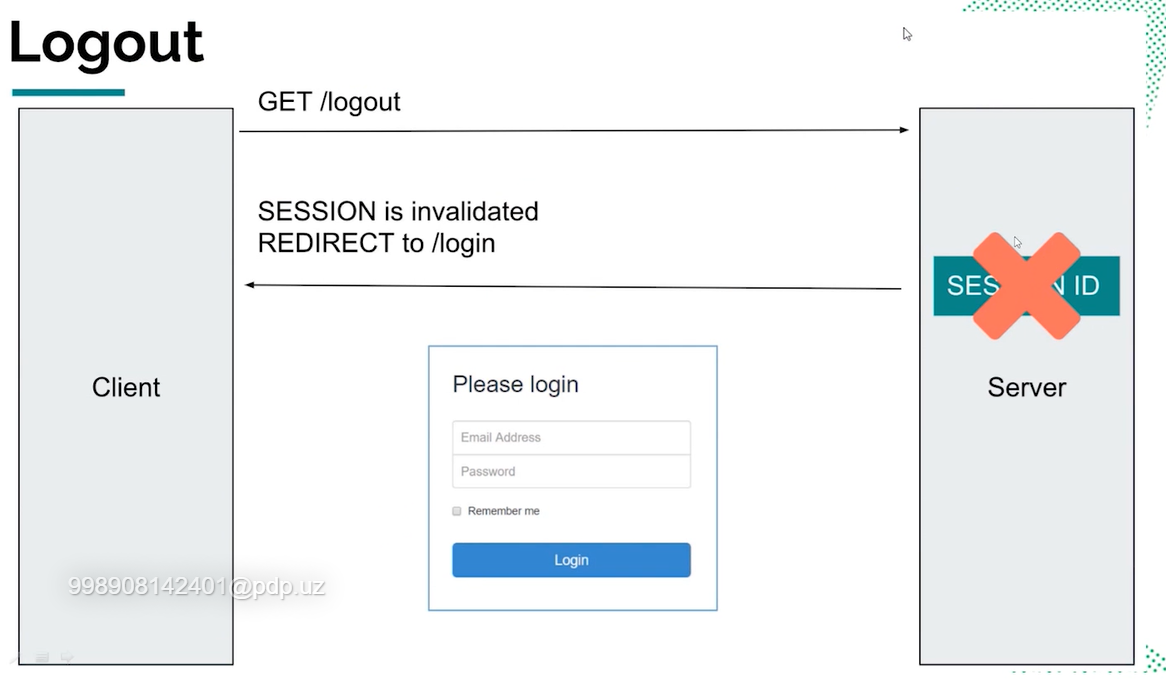 Logout
GET /logout
SESSION is invalidated
REDIRECT to /login
SES N ID
Client
Server
Please login
Email Address
Password
Remember me
Login
998908142401@pdp.uz